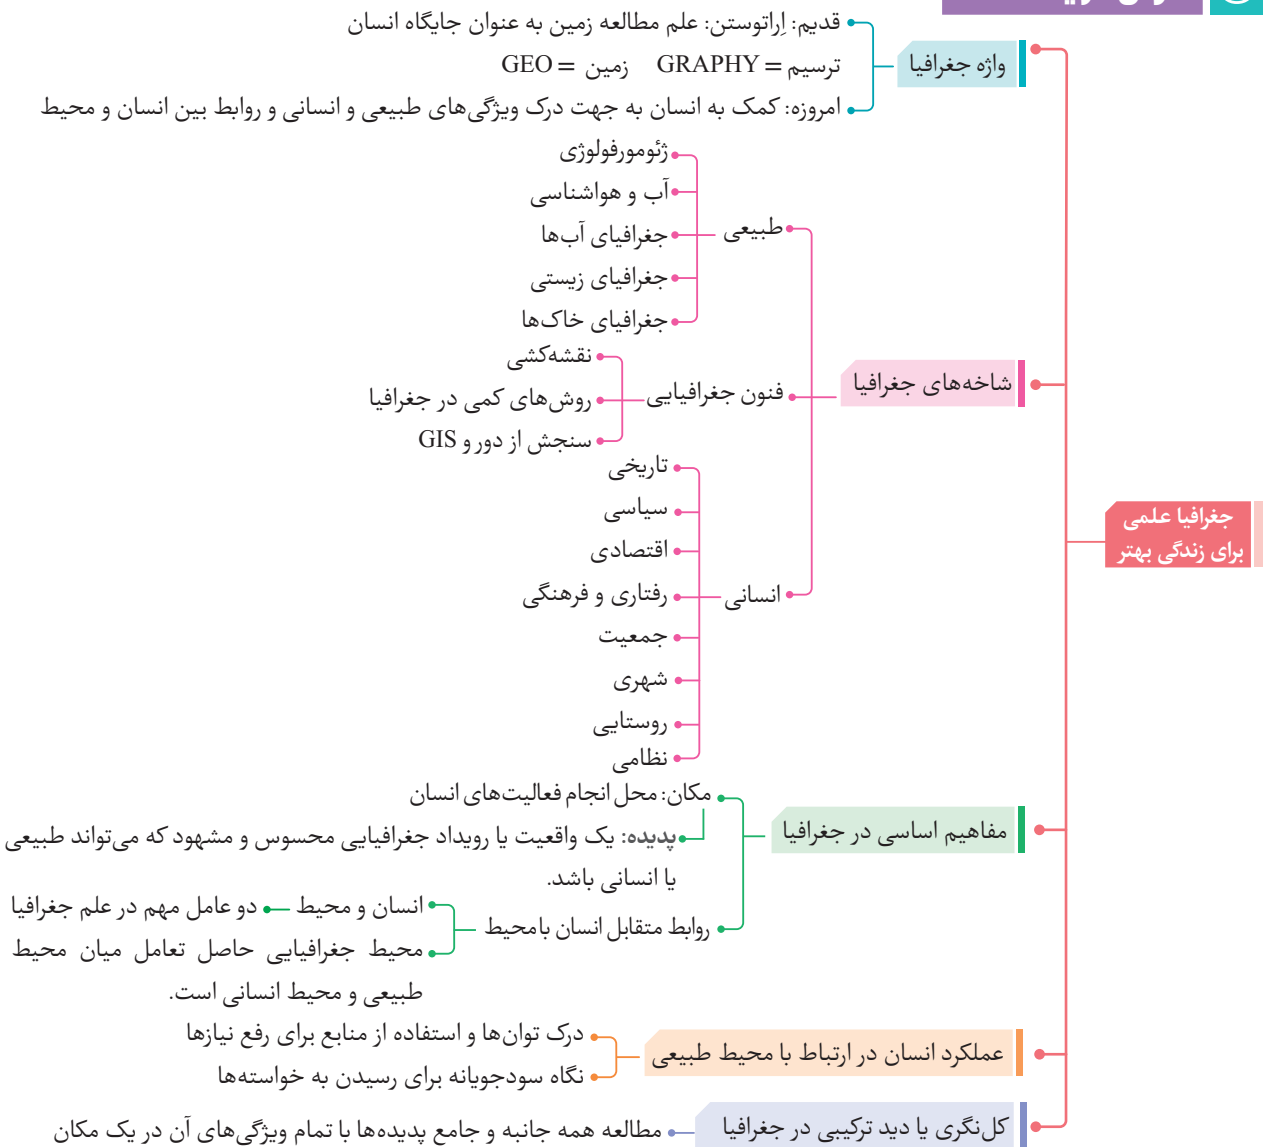 قدیم: اِراتوستن: علم مطالعه زمین به عنوان جایگاه انسان
واژه جغرافیا
ترسیم = GRAPHY زمین = GEO
امروزه: کمک به انسان به جهت درک ویژگی‌های طبیعی و انسانی و روابط بین انسان و محیط
ژئومورفولوژی
آب و هواشناسی
طبیعی
جغرافیای آب‌ها
جغرافیای زیستی
جغرافیای خاک‌ها
نقشه‌کشی
شاخه‌های جغرافیا
فنون جغرافیایی
روش‌های کمی در جغرافیا
سنجش از دور و GIS
تاریخی
سیاسی
جغرافیا علمی
برای زندگی بهتر
اقتصادی
انسانی
رفتاری و فرهنگی
جمعیت
شهری
روستایی
نظامی
مفاهیم اساسی در جغرافیا
مکان: محل انجام فعالیت‌های انسان
پدیده: یک واقعیت یا رویداد جغرافیایی محسوس و مشهود که می‌تواند طبیعی
یا انسانی باشد.
روابط متقابل انسان با محیط
انسان و محیط
دو عامل مهم در علم جغرافیا
محیط جغرافیایی حاصل تعامل میان محیط
طبیعی و محیط انسانی است.
عملکرد انسان در ارتباط با محیط طبیعی
درک توان‌ها و استفاده از منابع برای رفع نیازها
نگاه سودجویانه برای رسیدن به خواسته‌ها
کل‌نگری یا دید ترکیبی در جغرافیا
مطالعه همه جانبه و جامع پدیده‌ها با تمام ویژگی‌های آن در یک مکان